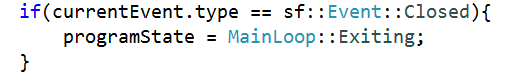 if(currentEvent.type == sf::Event::Closed){
    programState = MainLoop::Exiting;
}